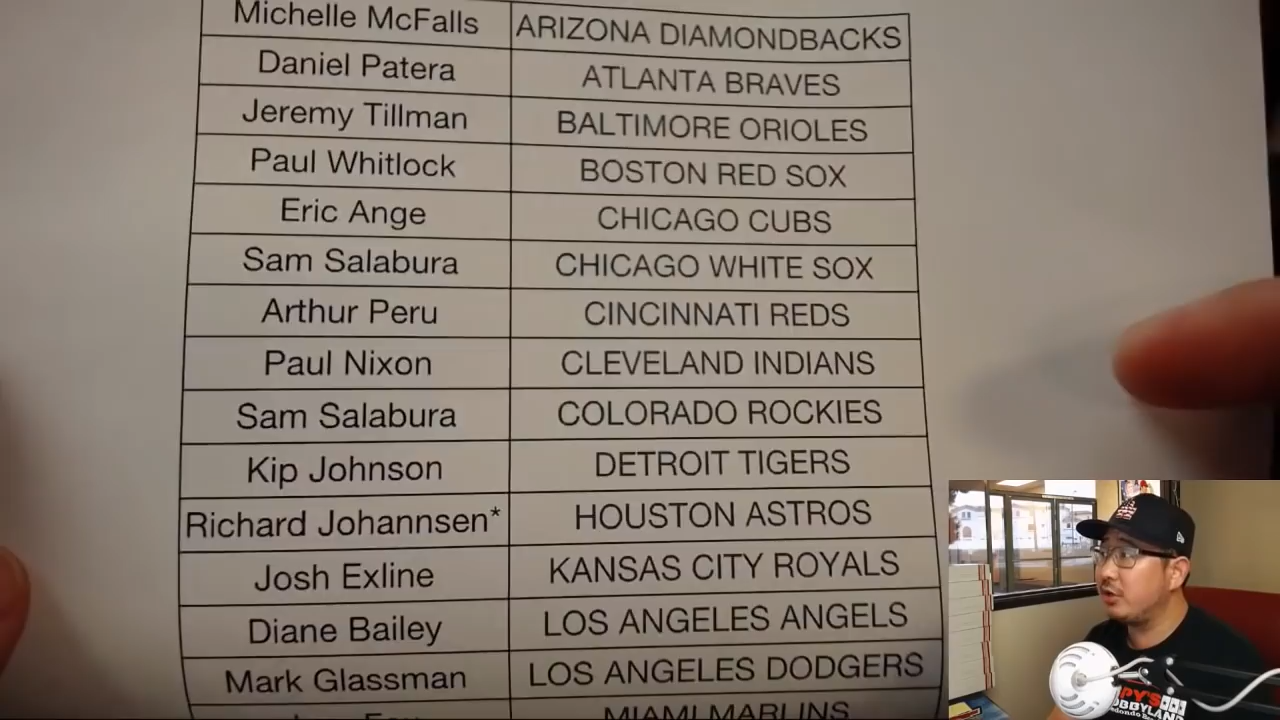 Michelle McFalls ARIZONA DIAMONDBACKS
Daniel Patera ATLANTA BRAVES
Jeremy Tillman BALTIMORE ORIOLES
Paul Whitlock BOSTON RED SOX
Eric Ange CHICAGO CUBS
Sam Salabura CHICAGO WHITE SOX
Arthur Peru CINCINNATI REDS
Paul Nixon CLEVELAND INDIANS
Sam Salabura COLORADO ROCKIES
Kip Johnson DETROIT TIGERS
Richard Johannsen* HOUSTON ASTROS
Josh Exline KANSAS CITY ROYALS
Diane Bailey LOS ANGELES ANGELS
Mark Glassman LOS ANGELES DODGERS
MIAMI MARLINS